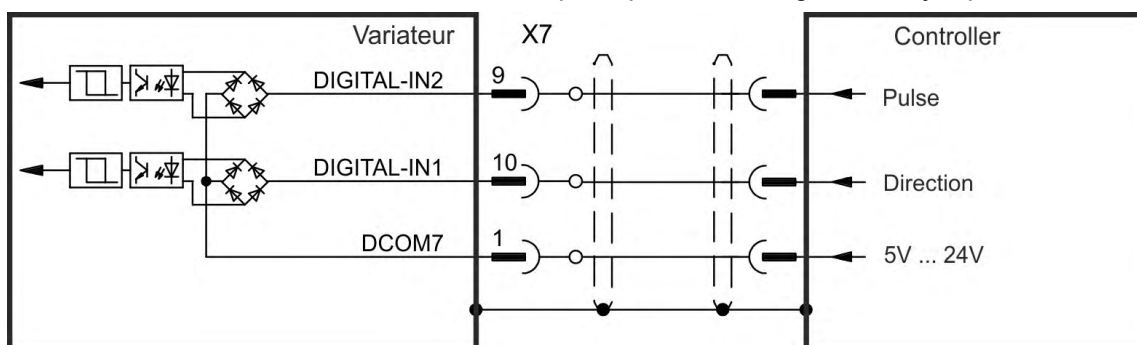 Variateur X7 Controller
DIGITAL-IN2 9 Pulse
DIGITAL-IN1 10 Direction
DCOM7 1 5V ... 24V